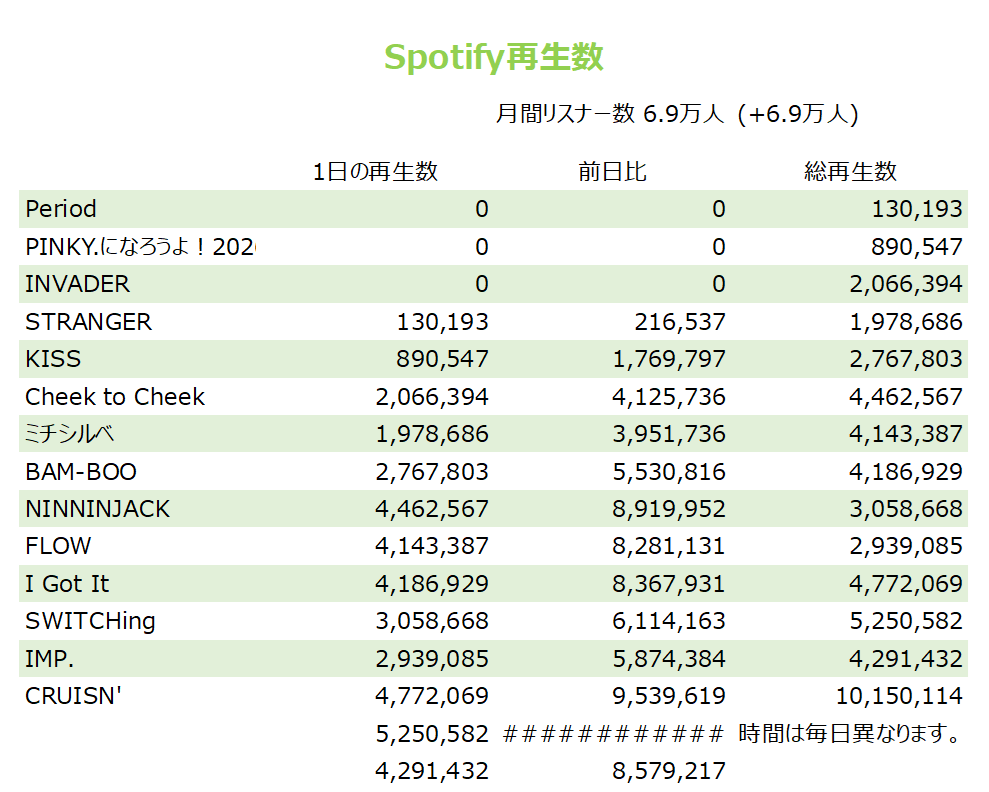 Spotify再生数
月間リスナー数 6.9万人 (+6.9万人)
1日の再生数 前日比 総再生数
Period 0 0 130,193
PINKY.になろうよ！202 0 0 890,547
INVADER 0 0 2,066,394
STRANGER 130,193 216,537 1,978,686
KISS 890,547 1,769,797 2,767,803
Cheek to Cheek 2,066,394 4,125,736 4,462,567
ミチシルベ 1,978,686 3,951,736 4,143,387
BAM-BOO 2,767,803 5,530,816 4,186,929
NINNINJACK 4,462,567 8,919,952 3,058,668
FLOW 4,143,387 8,281,131 2,939,085
I Got It 4,186,929 8,367,931 4,772,069
SWITCHing 3,058,668 6,114,163 5,250,582
IMP. 2,939,085 5,874,384 4,291,432
CRUISN' 4,772,069 9,539,619 10,150,114
5,250,582 ############ 時間は毎日異なります。
4,291,432 8,579,217